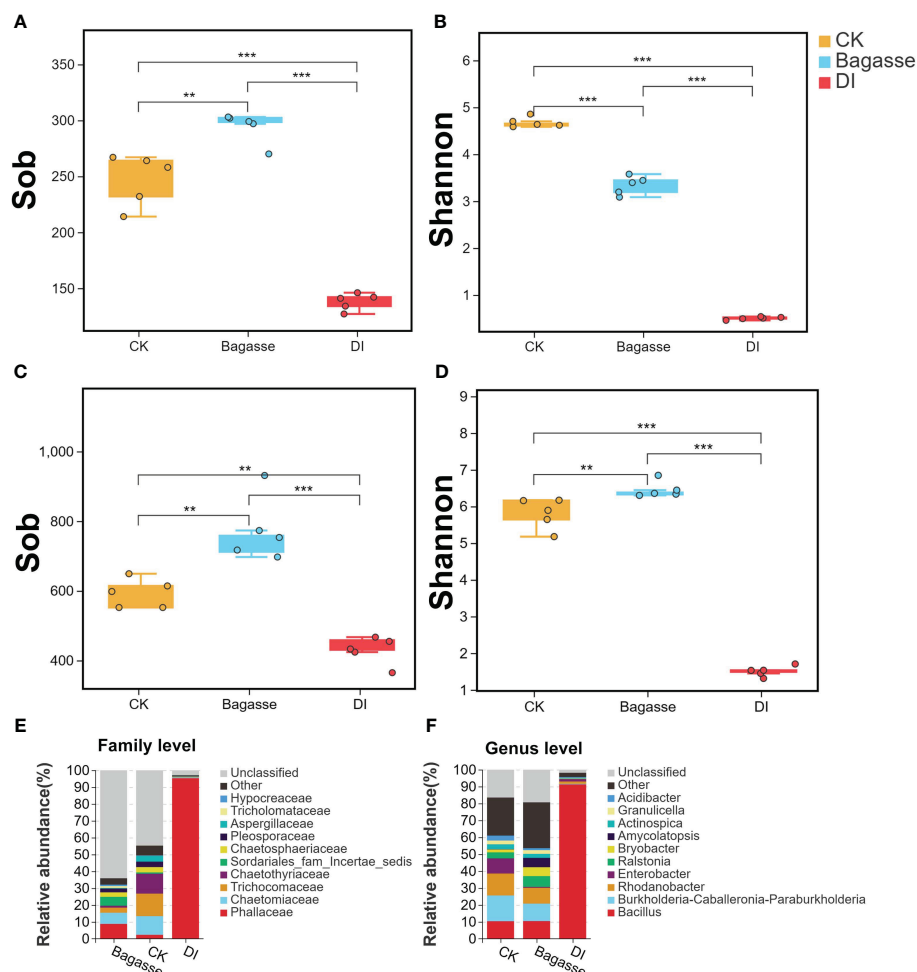 A
B
CK
Bagasse
DI
Sob
350
300
250
200
150
***
***
**
CK
Bagasse
DI
Shannon
6
5
4
3
2
1
***
***
***
CK
Bagasse
DI
C
D
Sob
1,000
800
600
400
**
***
**
CK
Bagasse
DI
Shannon
9
8
7
6
5
4
3
2
1
***
***
**
CK
Bagasse
DI
E
Family level
Relative abundance(%)
100
90
80
70
60
50
40
30
20
10
0
Bagasse
CK
DI
Unclassified
Other
Hypocreaceae
Tricholomataceae
Aspergillaceae
Pleosporaceae
Chaetosphaeriaceae
Sordariales_fam_Incertae_sedis
Chaetothyriaceae
Trichocomaceae
Chaetomiaceae
Phallaceae
F
Genus level
Relative abundance(%)
100
90
80
70
60
50
40
30
20
10
0
CK
Bagasse
DI
Unclassified
Other
Acidibacter
Granulicella
Actinospica
Amycolatopsis
Bryobacter
Ralstonia
Enterobacter
Rhodanobacter
Burkholderia-Caballeronia-Paraburkholderia
Bacillus